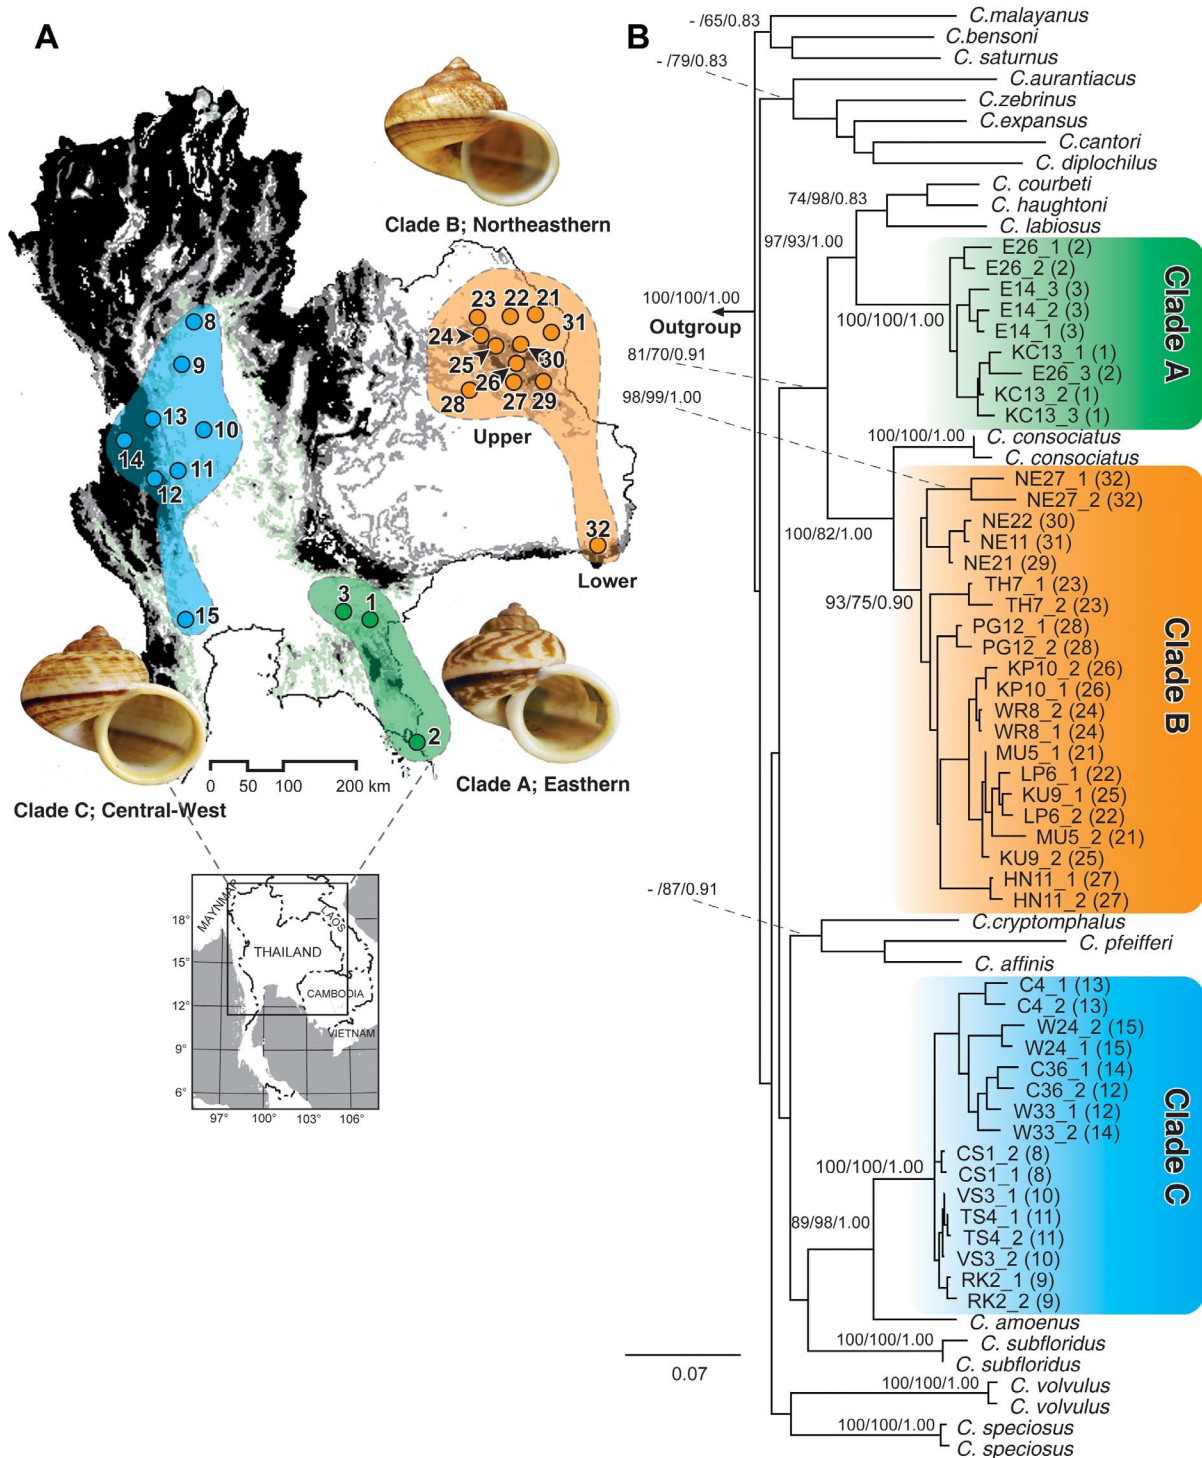 A
Clade B; Northeasthern
8
9
13
10
14
11
12
15
23
22
21
31
24
25
30
26
28
27
29
Upper
32
Lower
3
1
2
0 50 100 200 km
Clade A; Easthern
Clade C; Central-West
MAYNMAP
LAOS
THAILAND
CAMBODIA
VIETNAM
18°
15°
12°
9°
6°
97° 100° 103° 106°
B
- /65/0.83
C.malayanus
C.bensoni
C. saturnus
- /79/0.83
C.aurantiacus
C.zebrinus
C.expansus
C.cantori
C. diplochilus
74/98/0.83
C. courbeti
C. haughtoni
C. labiosus
97/93/1.00
E26_1 (2)
E26_2 (2)
E14_3 (3)
E14_2 (3)
E14_1 (3)
KC13_1 (1)
E26_3 (2)
KC13_2 (1)
KC13_3 (1)
Clade A
100/100/1.00
Outgroup
100/100/1.00
81/70/0.91
98/99/1.00
100/100/1.00
C. consociatus
C. consociatus
NE27_1 (32)
NE27_2 (32)
NE22 (30)
NE11 (31)
NE21 (29)
TH7_1 (23)
TH7_2 (23)
PG12_1 (28)
PG12_2 (28)
KP10_2 (26)
KP10_1 (26)
WR8_2 (24)
WR8_1 (24)
MU5_1 (21)
LP6_1 (22)
KU9_1 (25)
LP6_2 (22)
MU5_2 (21)
KU9_2 (25)
HN11_1 (27)
HN11_2 (27)
Clade B
100/82/1.00
93/75/0.90
- /87/0.91
C.cryptomphalus
C. pfeifferi
C. affinis
C4_1 (13)
C4_2 (13)
W24_2 (15)
W24_1 (15)
C36_1 (14)
C36_2 (12)
W33_1 (12)
W33_2 (14)
CS1_2 (8)
CS1_1 (8)
VS3_1 (10)
TS4_1 (11)
TS4_2 (11)
VS3_2 (10)
RK2_1 (9)
RK2_2 (9)
Clade C
100/100/1.00
89/98/1.00
C. amoenus
100/100/1.00
C. subfloridus
C. subfloridus
0.07
100/100/1.00
C. volvulus
C. volvulus
100/100/1.00
C. speciosus
C. speciosus